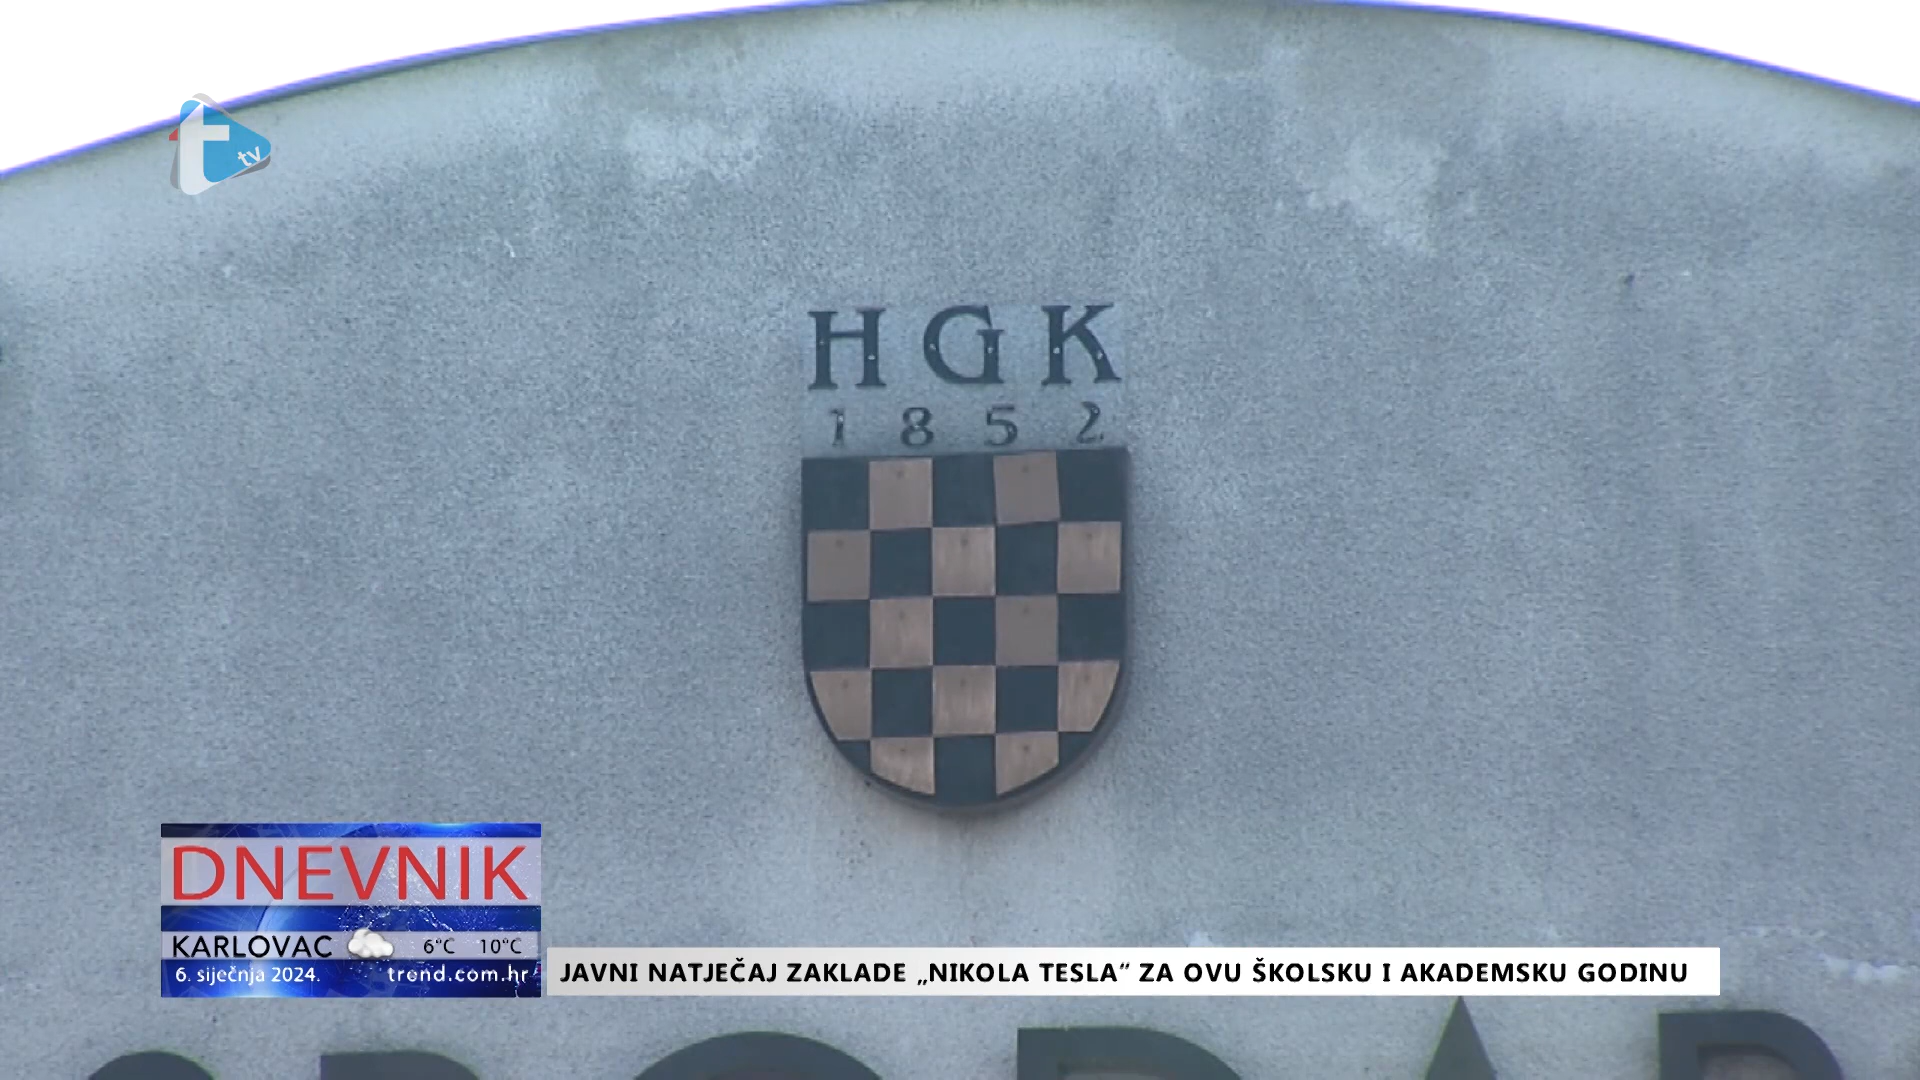 t tv
HGK
1852
DNEVNIK
KARLOVAC 6°C 10°C
6. siječnja 2024. trend.com.hr
JAVNI NATJEČAJ ZAKLADE „NIKOLA TESLA“ ZA OVU ŠKOLSKU I AKADEMSKU GODINU